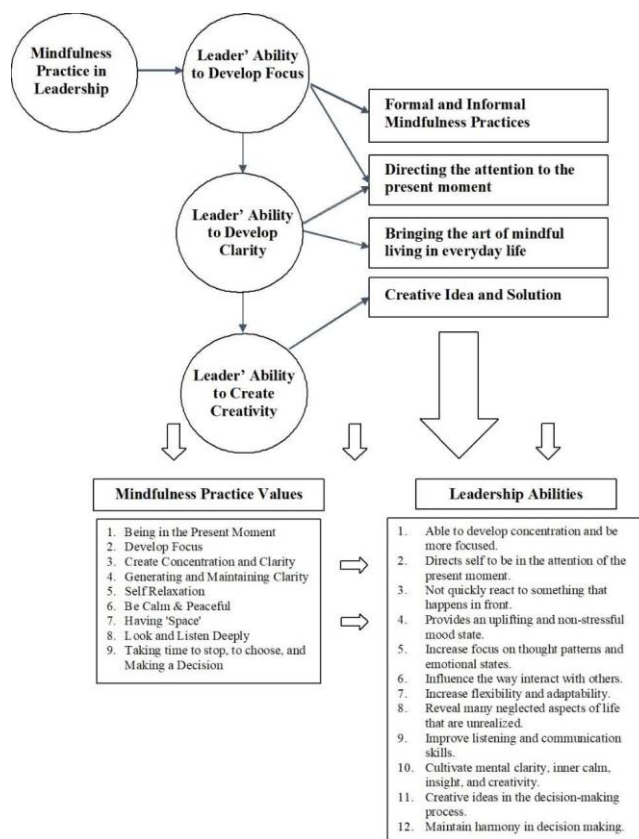 Mindfulness
Practice in
Leadership
Leader' Ability
to Develop Focus
Formal and Informal
Mindfulness Practices
Directing the attention to the
present moment
Leader' Ability
to Develop
Clarity
Bringing the art of mindful
living in everyday life
Creative Idea and Solution
Leader' Ability
to Create
Creativity
Mindfulness Practice Values
1. Being in the Present Moment
2. Develop Focus
3. Create Concentration and Clarity
4. Generating and Maintaining Clarity
5. Self Relaxation
6. Be Calm & Peaceful
7. Having 'Space'
8. Look and Listen Deeply
9. Taking time to stop, to choose, and
Making a Decision
Leadership Abilities
1. Able to develop concentration and be
more focused.
2. Directs self to be in the attention of the
present moment.
3. Not quickly react to something that
happens in front.
4. Provides an uplifting and non-stressful
mood state.
5. Increase focus on thought patterns and
emotional states.
6. Influence the way interact with others.
7. Increase flexibility and adaptability.
8. Reveal many neglected aspects of life
that are unrealized.
9. Improve listening and communication
skills.
10. Cultivate mental clarity, inner calm,
insight, and creativity.
11. Creative ideas in the decision-making
process.
12. Maintain harmony in decision making.